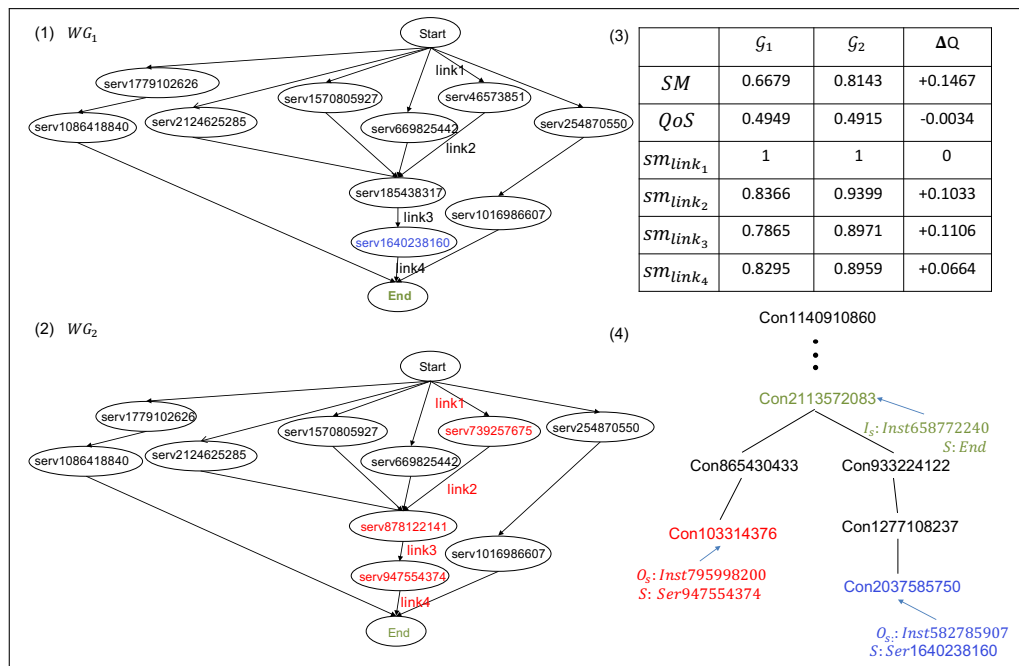 (1) WG₁
Start
link1
serv1779102626
serv1570805927
serv46573851
serv1086418840
serv2124625285
serv669825442
serv254870550
link2
serv185438317
link3
serv1016986607
serv1640238160
link4
End
(2) WG₂
Start
link1
serv1779102626
serv1570805927
serv739257675
serv254870550
serv1086418840
serv2124625285
serv669825442
link2
serv878122141
link3
serv1016986607
serv947554374
link4
End
(3)
𝒢₁ 𝒢₂ ΔQ
SM 0.6679 0.8143 +0.1467
QoS 0.4949 0.4915 -0.0034
sm_link₁ 1 1 0
sm_link₂ 0.8366 0.9399 +0.1033
sm_link₃ 0.7865 0.8971 +0.1106
sm_link₄ 0.8295 0.8959 +0.0664
(4)
Con1140910860
Con2113572083
I_s: Inst658772240
S: End
Con865430433
Con933224122
Con103314376
Con1277108237
O_s: Inst795998200
S: Ser947554374
Con2037585750
O_s: Inst582785907
S: Ser1640238160